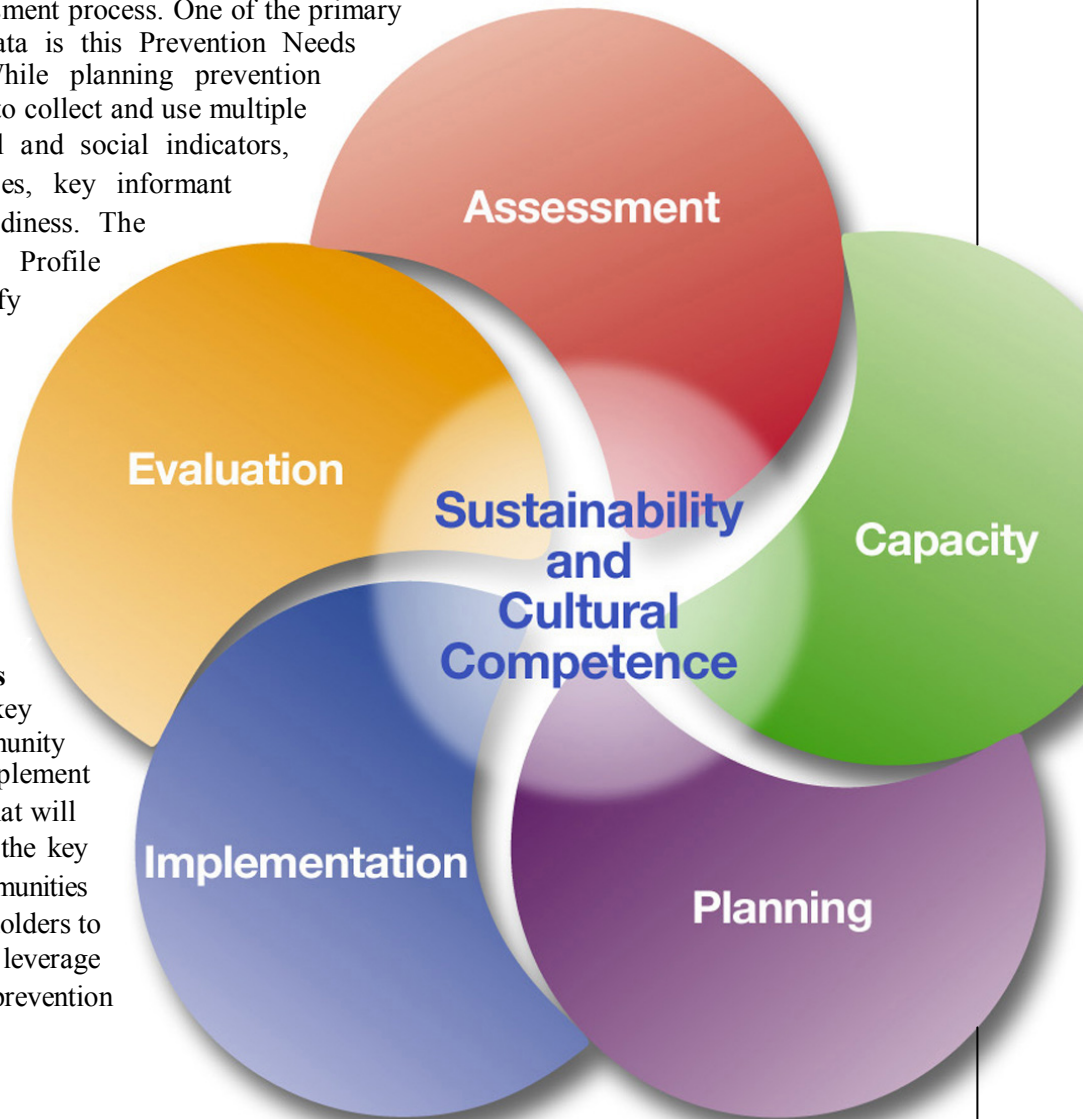 ment process. One of the primary
ata is this Prevention Needs
While planning prevention
to collect and use multiple
and social indicators,
es, key informant
diness. The
Profile
fy
s
key
munity
plement
at will
the key
munities
olders to
leverage
prevention
Assessment
Evaluation
Capacity
Sustainability
and
Cultural
Competence
Implementation
Planning